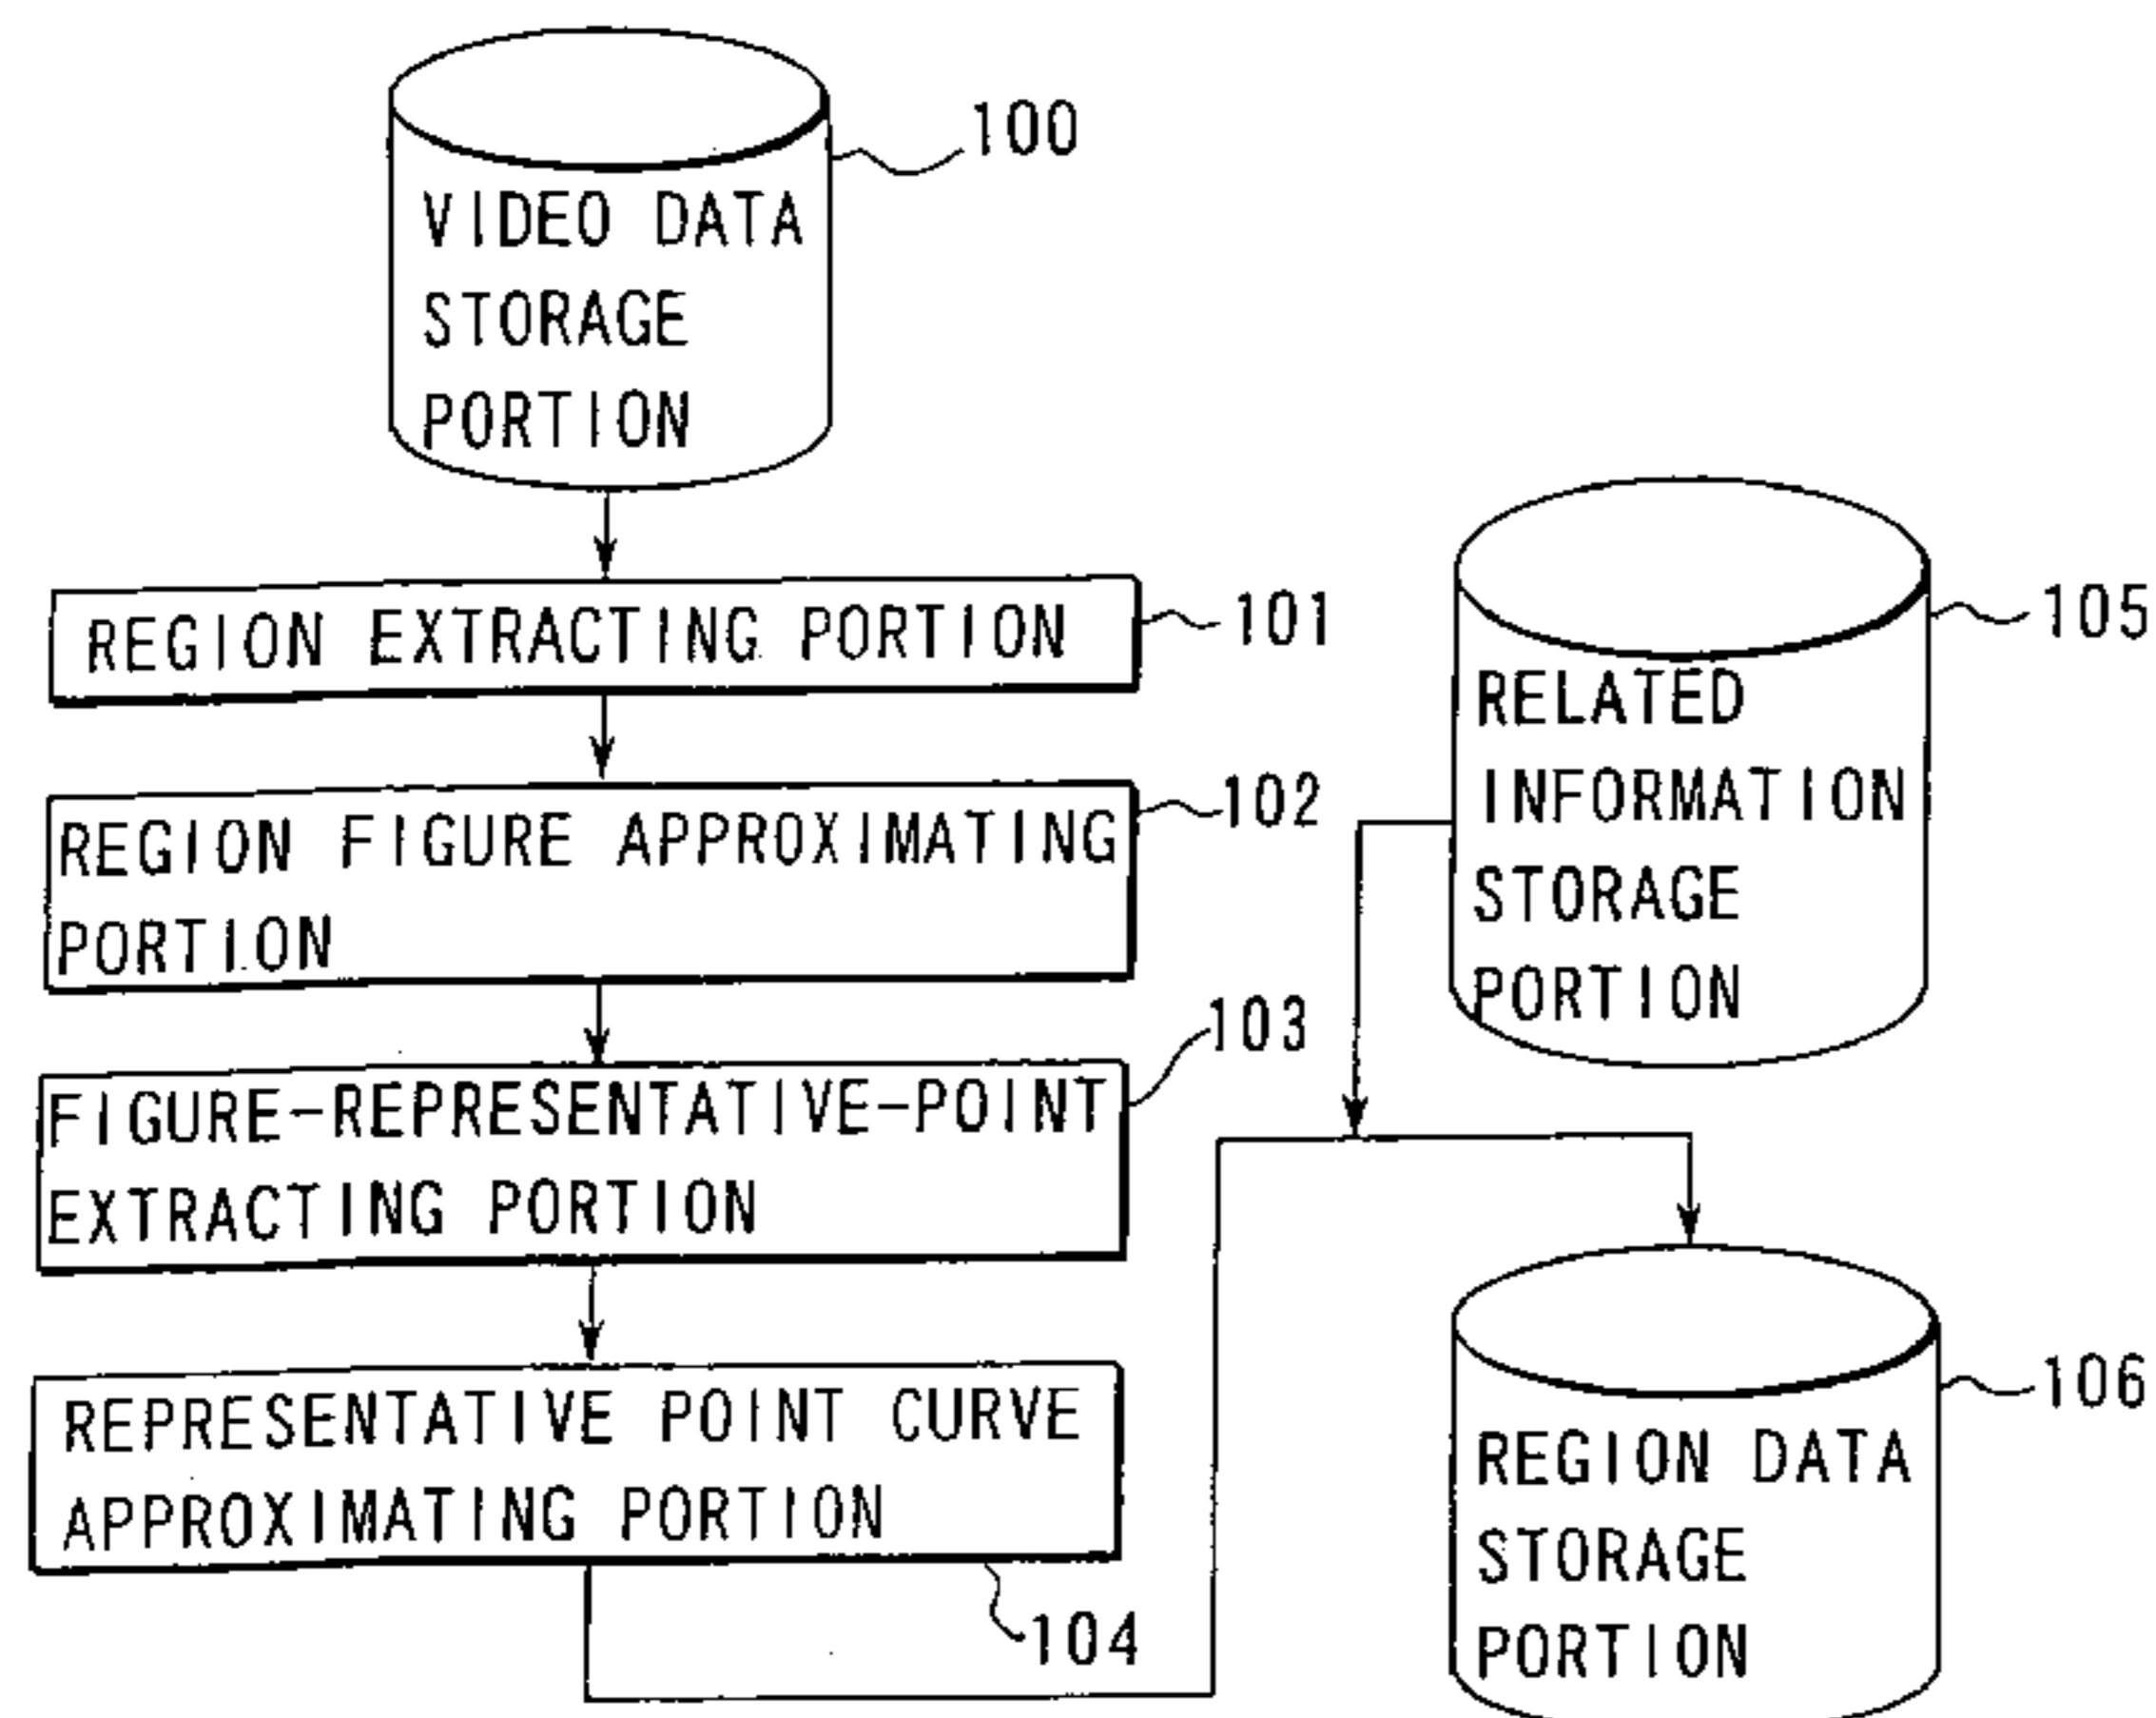 100
VIDEO DATA
STORAGE
PORTION
REGION EXTRACTING PORTION
101
REGION FIGURE APPROXIMATING
PORTION
102
FIGURE-REPRESENTATIVE-POINT
EXTRACTING PORTION
103
REPRESENTATIVE POINT CURVE
APPROXIMATING PORTION
104
105
RELATED
INFORMATION
STORAGE
PORTION
106
REGION DATA
STORAGE
PORTION